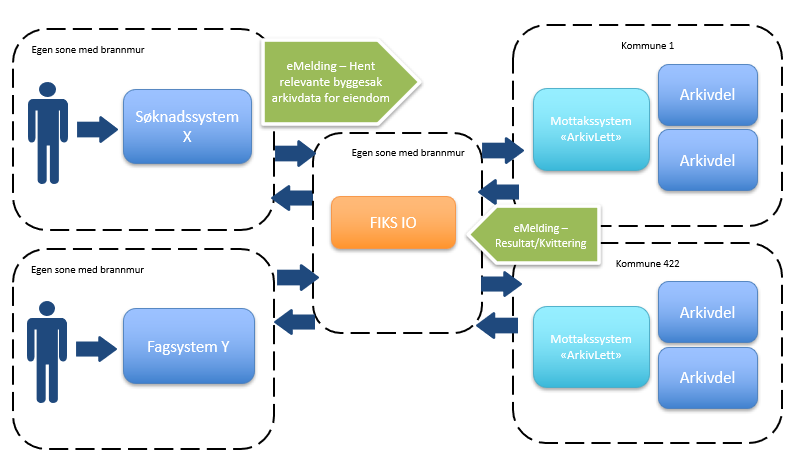 Egen sone med brannmur
Søknadssystem
X
eMelding – Hent
relevante byggesak
arkivdata for eiendom
Kommune 1
Mottakssystem
«ArkivLett»
Arkivdel
Arkivdel
Egen sone med brannmur
FIKS IO
eMelding –
Resultat/Kvittering
Egen sone med brannmur
Fagsystem Y
Kommune 422
Mottakssystem
«ArkivLett»
Arkivdel
Arkivdel